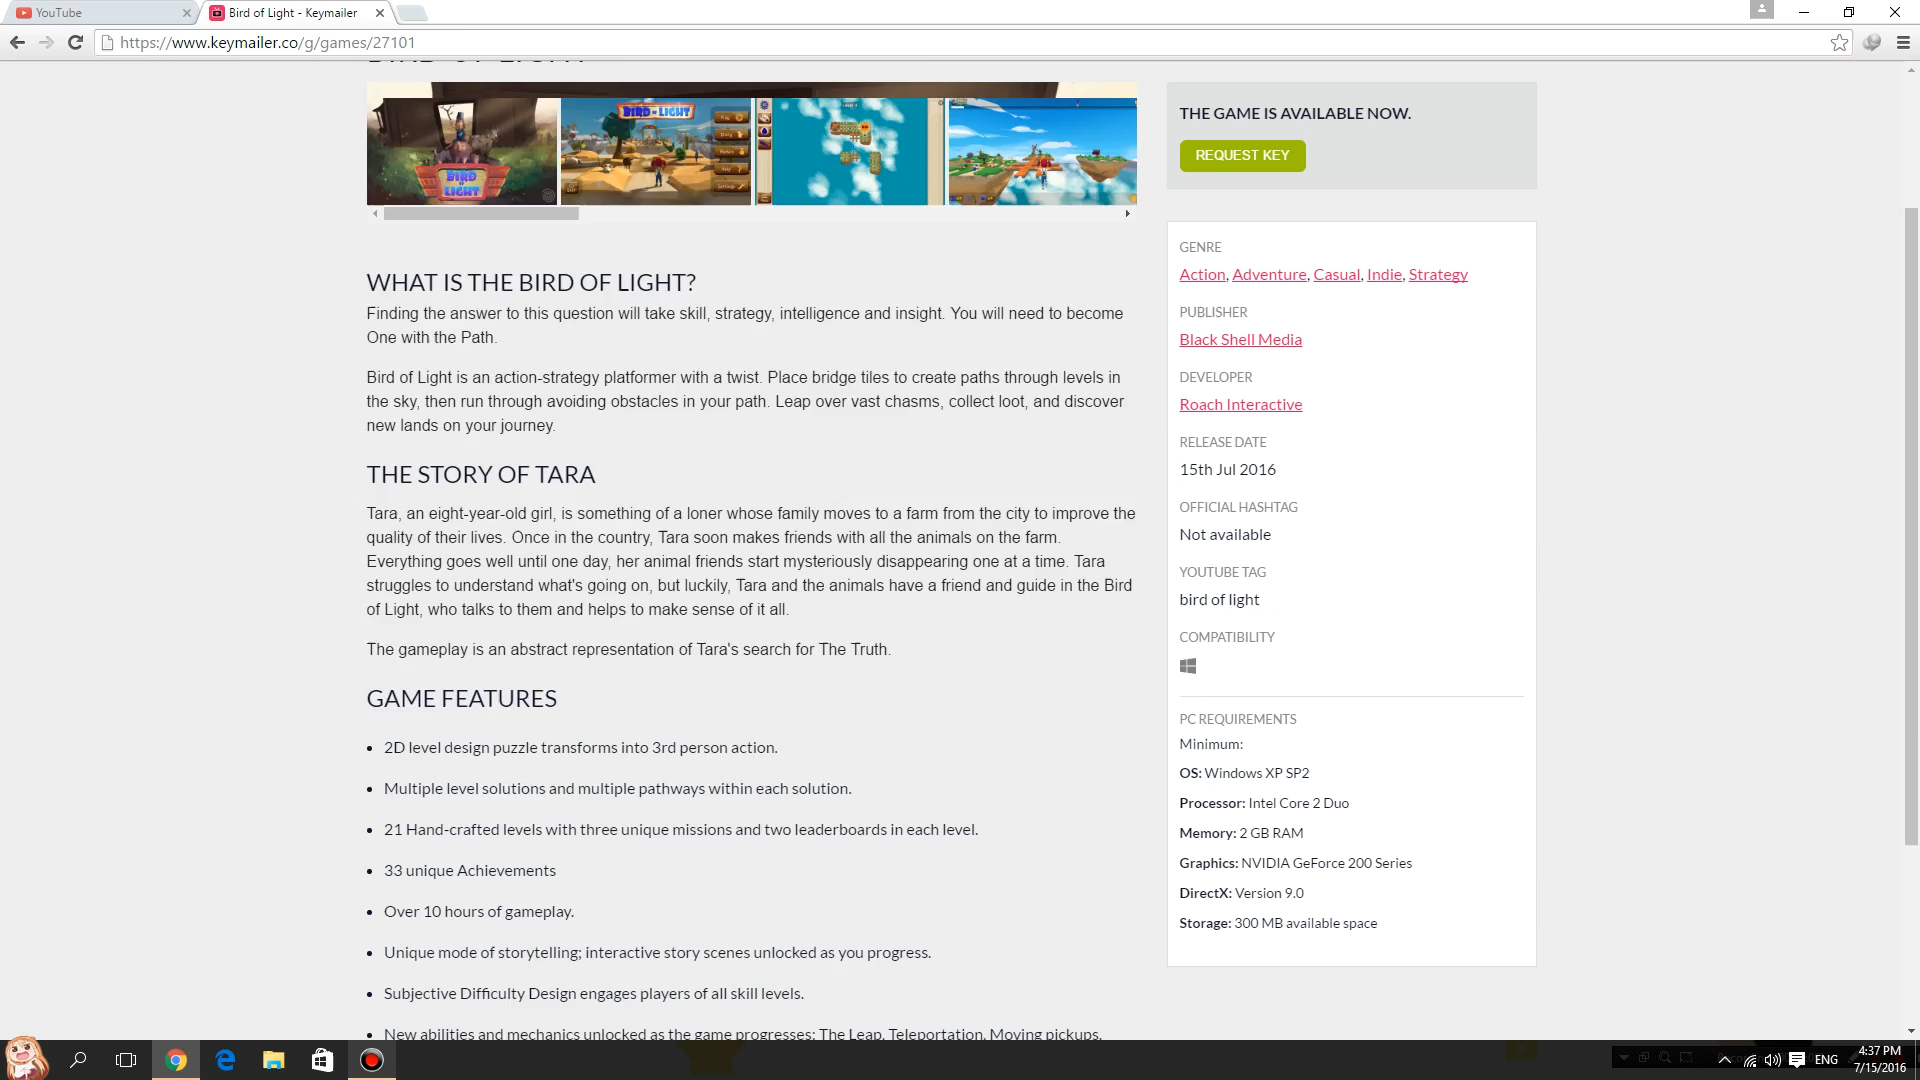 YouTube
Bird of Light - Keymailer
https://www.keymailer.co/g/games/27101
BIRD OF LIGHT
BIRD OF LIGHT
BIRD OF LIGHT
THE GAME IS AVAILABLE NOW.
REQUEST KEY
WHAT IS THE BIRD OF LIGHT?
Finding the answer to this question will take skill, strategy, intelligence and insight. You will need to become
One with the Path.
Bird of Light is an action-strategy platformer with a twist. Place bridge tiles to create paths through levels in
the sky, then run through avoiding obstacles in your path. Leap over vast chasms, collect loot, and discover
new lands on your journey.
THE STORY OF TARA
Tara, an eight-year-old girl, is something of a loner whose family moves to a farm from the city to improve the
quality of their lives. Once in the country, Tara soon makes friends with all the animals on the farm.
Everything goes well until one day, her animal friends start mysteriously disappearing one at a time. Tara
struggles to understand what's going on, but luckily, Tara and the animals have a friend and guide in the Bird
of Light, who talks to them and helps to make sense of it all.
The gameplay is an abstract representation of Tara's search for The Truth.
GAME FEATURES
2D level design puzzle transforms into 3rd person action.
Multiple level solutions and multiple pathways within each solution.
21 Hand-crafted levels with three unique missions and two leaderboards in each level.
33 unique Achievements
Over 10 hours of gameplay.
Unique mode of storytelling; interactive story scenes unlocked as you progress.
Subjective Difficulty Design engages players of all skill levels.
New abilities and mechanics unlocked as the game progresses: The Leap, Teleportation, Moving pickups,
GENRE
Action, Adventure, Casual, Indie, Strategy
PUBLISHER
Black Shell Media
DEVELOPER
Roach Interactive
RELEASE DATE
15th Jul 2016
OFFICIAL HASHTAG
Not available
YOUTUBE TAG
bird of light
COMPATIBILITY
PC REQUIREMENTS
Minimum:
OS: Windows XP SP2
Processor: Intel Core 2 Duo
Memory: 2 GB RAM
Graphics: NVIDIA GeForce 200 Series
DirectX: Version 9.0
Storage: 300 MB available space
ENG
4:37 PM
7/15/2016